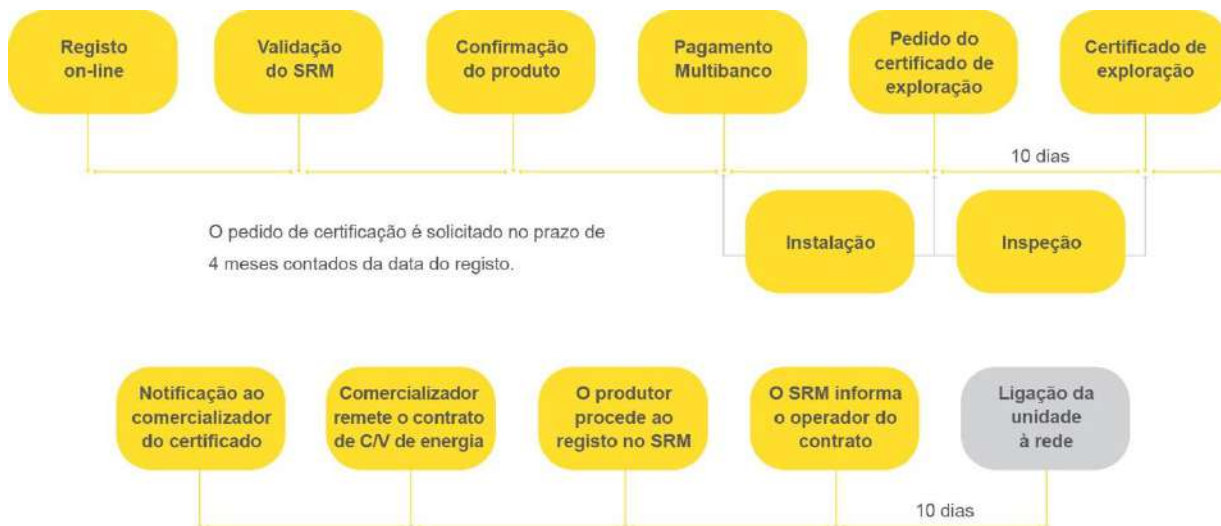 Registo
on-line
Validação
do SRM
Confirmação
do produto
Pagamento
Multibanco
Pedido do
certificado de
exploração
Certificado de
exploração
10 dias
Instalação
Inspeção
O pedido de certificação é solicitado no prazo de
4 meses contados da data do registo.
Notificação ao
comercializador
do certificado
Comercializador
remete o contrato
de C/V de energia
O produtor
procede ao
registo no SRM
O SRM informa
o operador do
contrato
Ligação da
unidade
à rede
10 dias